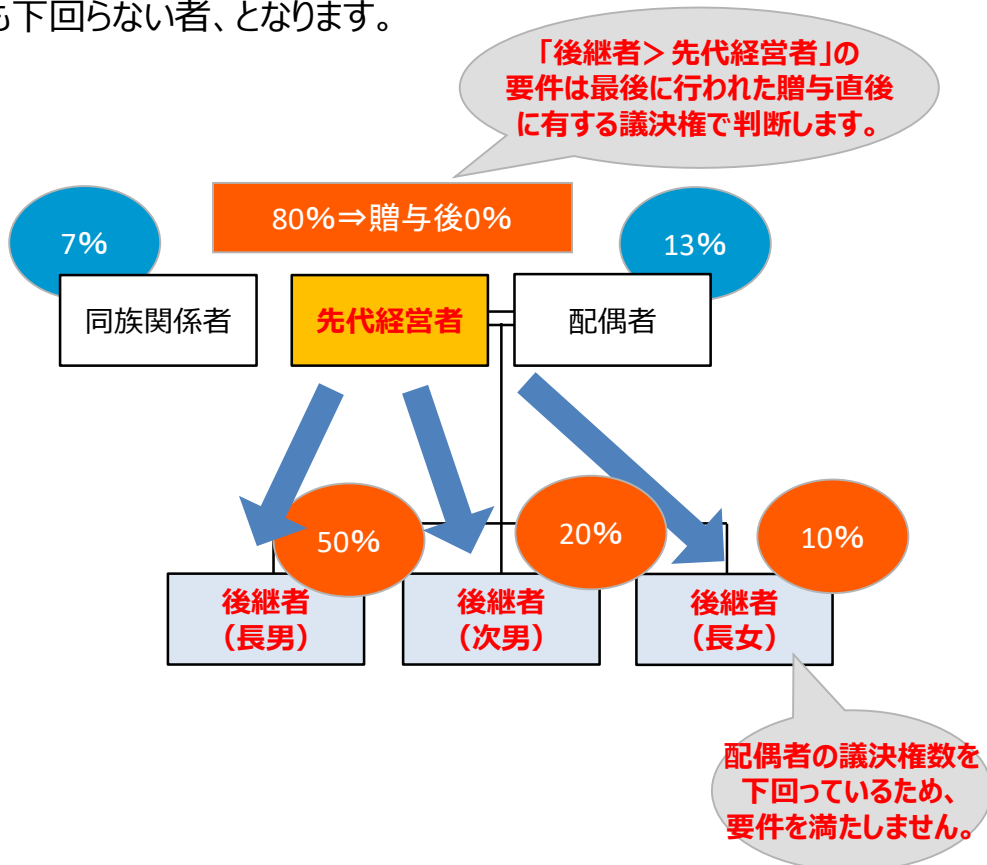 も下回らない者、となります。
「後継者＞先代経営者」の
要件は最後に行われた贈与直後
に有する議決権で判断します。
80%⇒贈与後0%
7%
13%
同族関係者
先代経営者
配偶者
50%
20%
10%
後継者
（長男）
後継者
（次男）
後継者
（長女）
配偶者の議決権数を
下回っているため、
要件を満たしません。